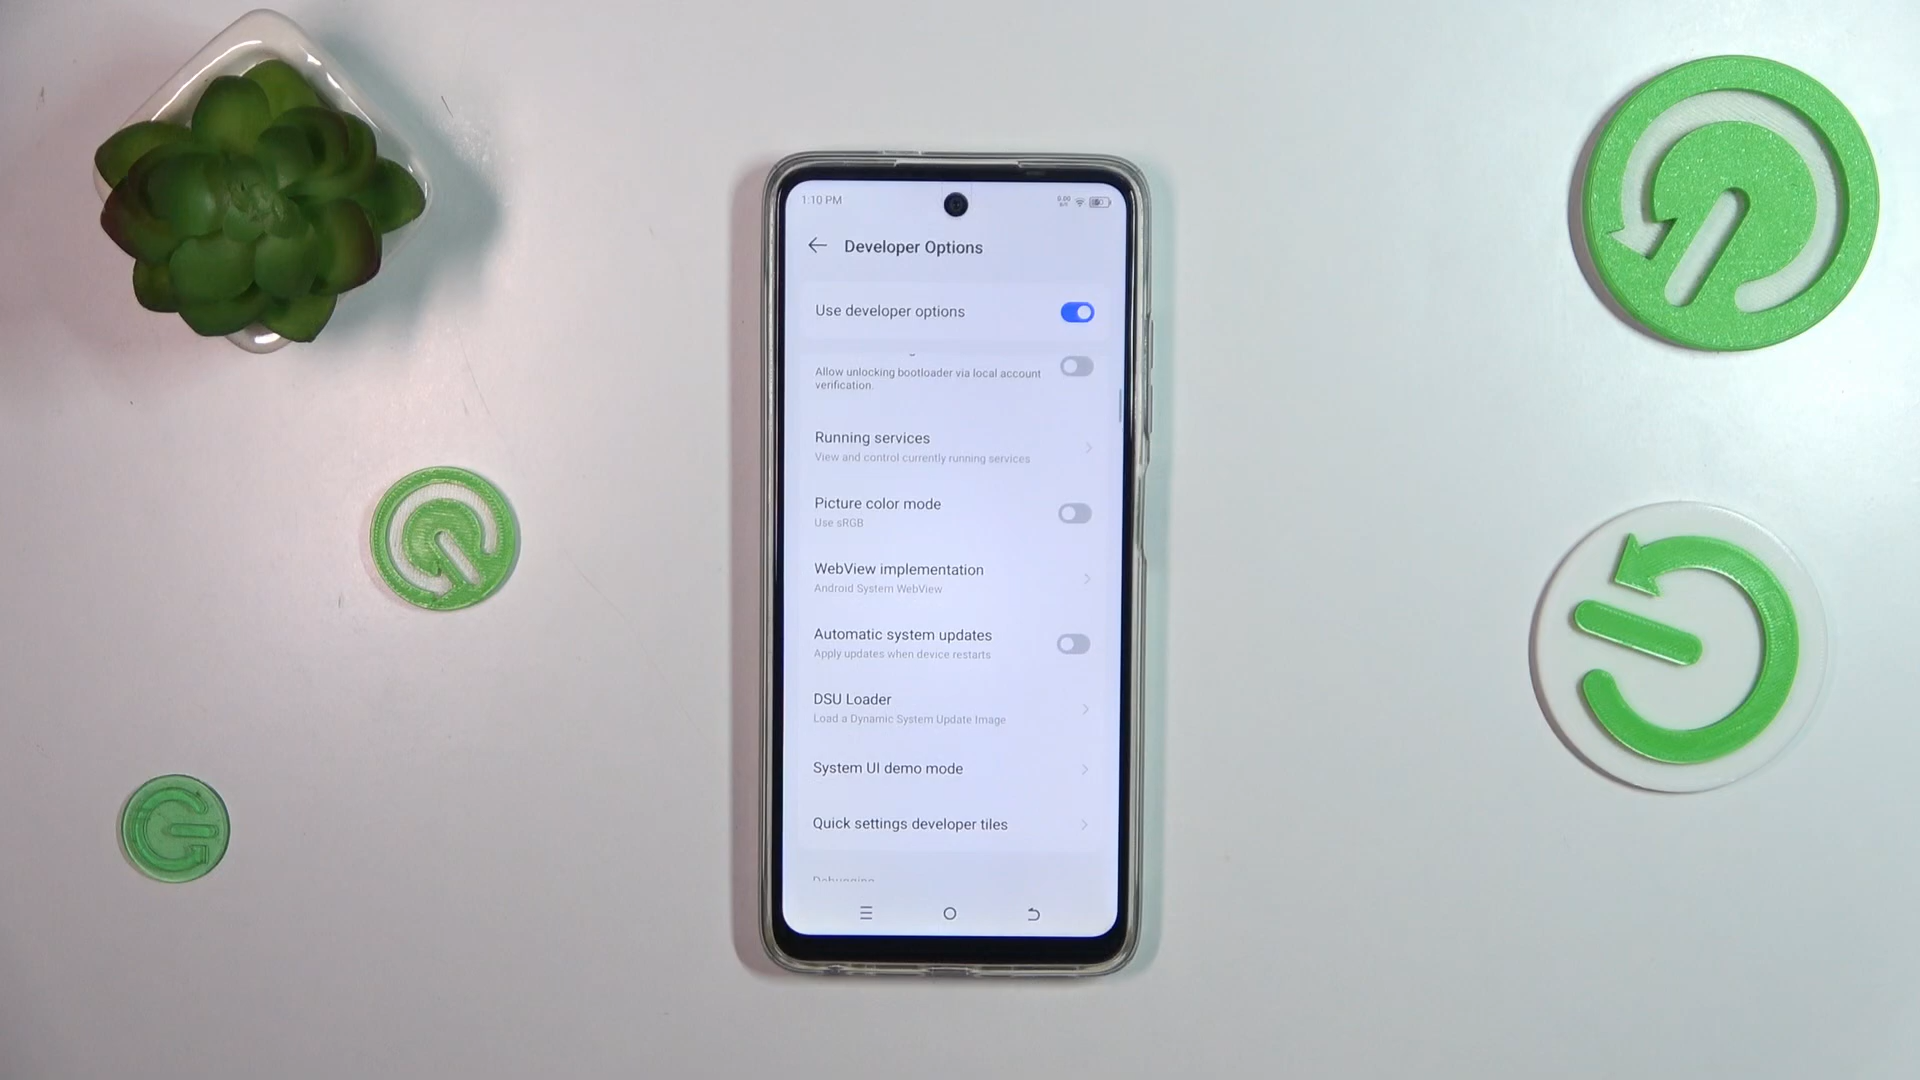 1:10 PM
Developer Options
Use developer options
Allow unlocking bootloader via local account
verification.
Running services
View and control currently running services
Picture color mode
Use sRGB
WebView implementation
Android System WebView
Automatic system updates
Apply updates when device restarts
DSU Loader
Load a Dynamic System Update Image
System UI demo mode
Quick settings developer tiles